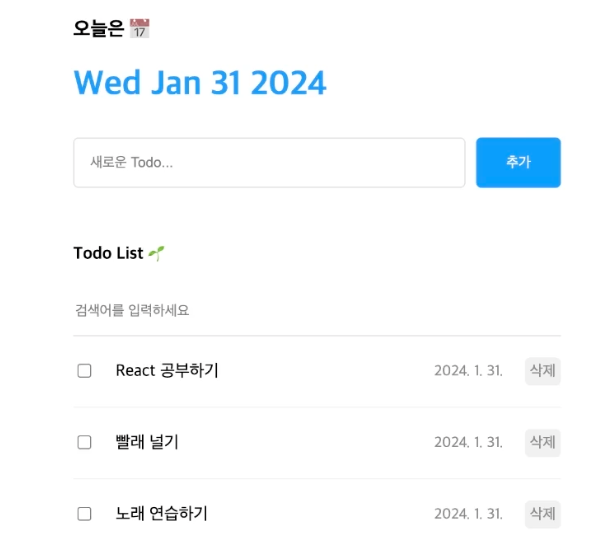 오늘은 📅
Wed Jan 31 2024
새로운 Todo...
추가
Todo List 🌱
검색어를 입력하세요
React 공부하기 2024. 1. 31. 삭제
빨래 널기 2024. 1. 31. 삭제
노래 연습하기 2024. 1. 31. 삭제